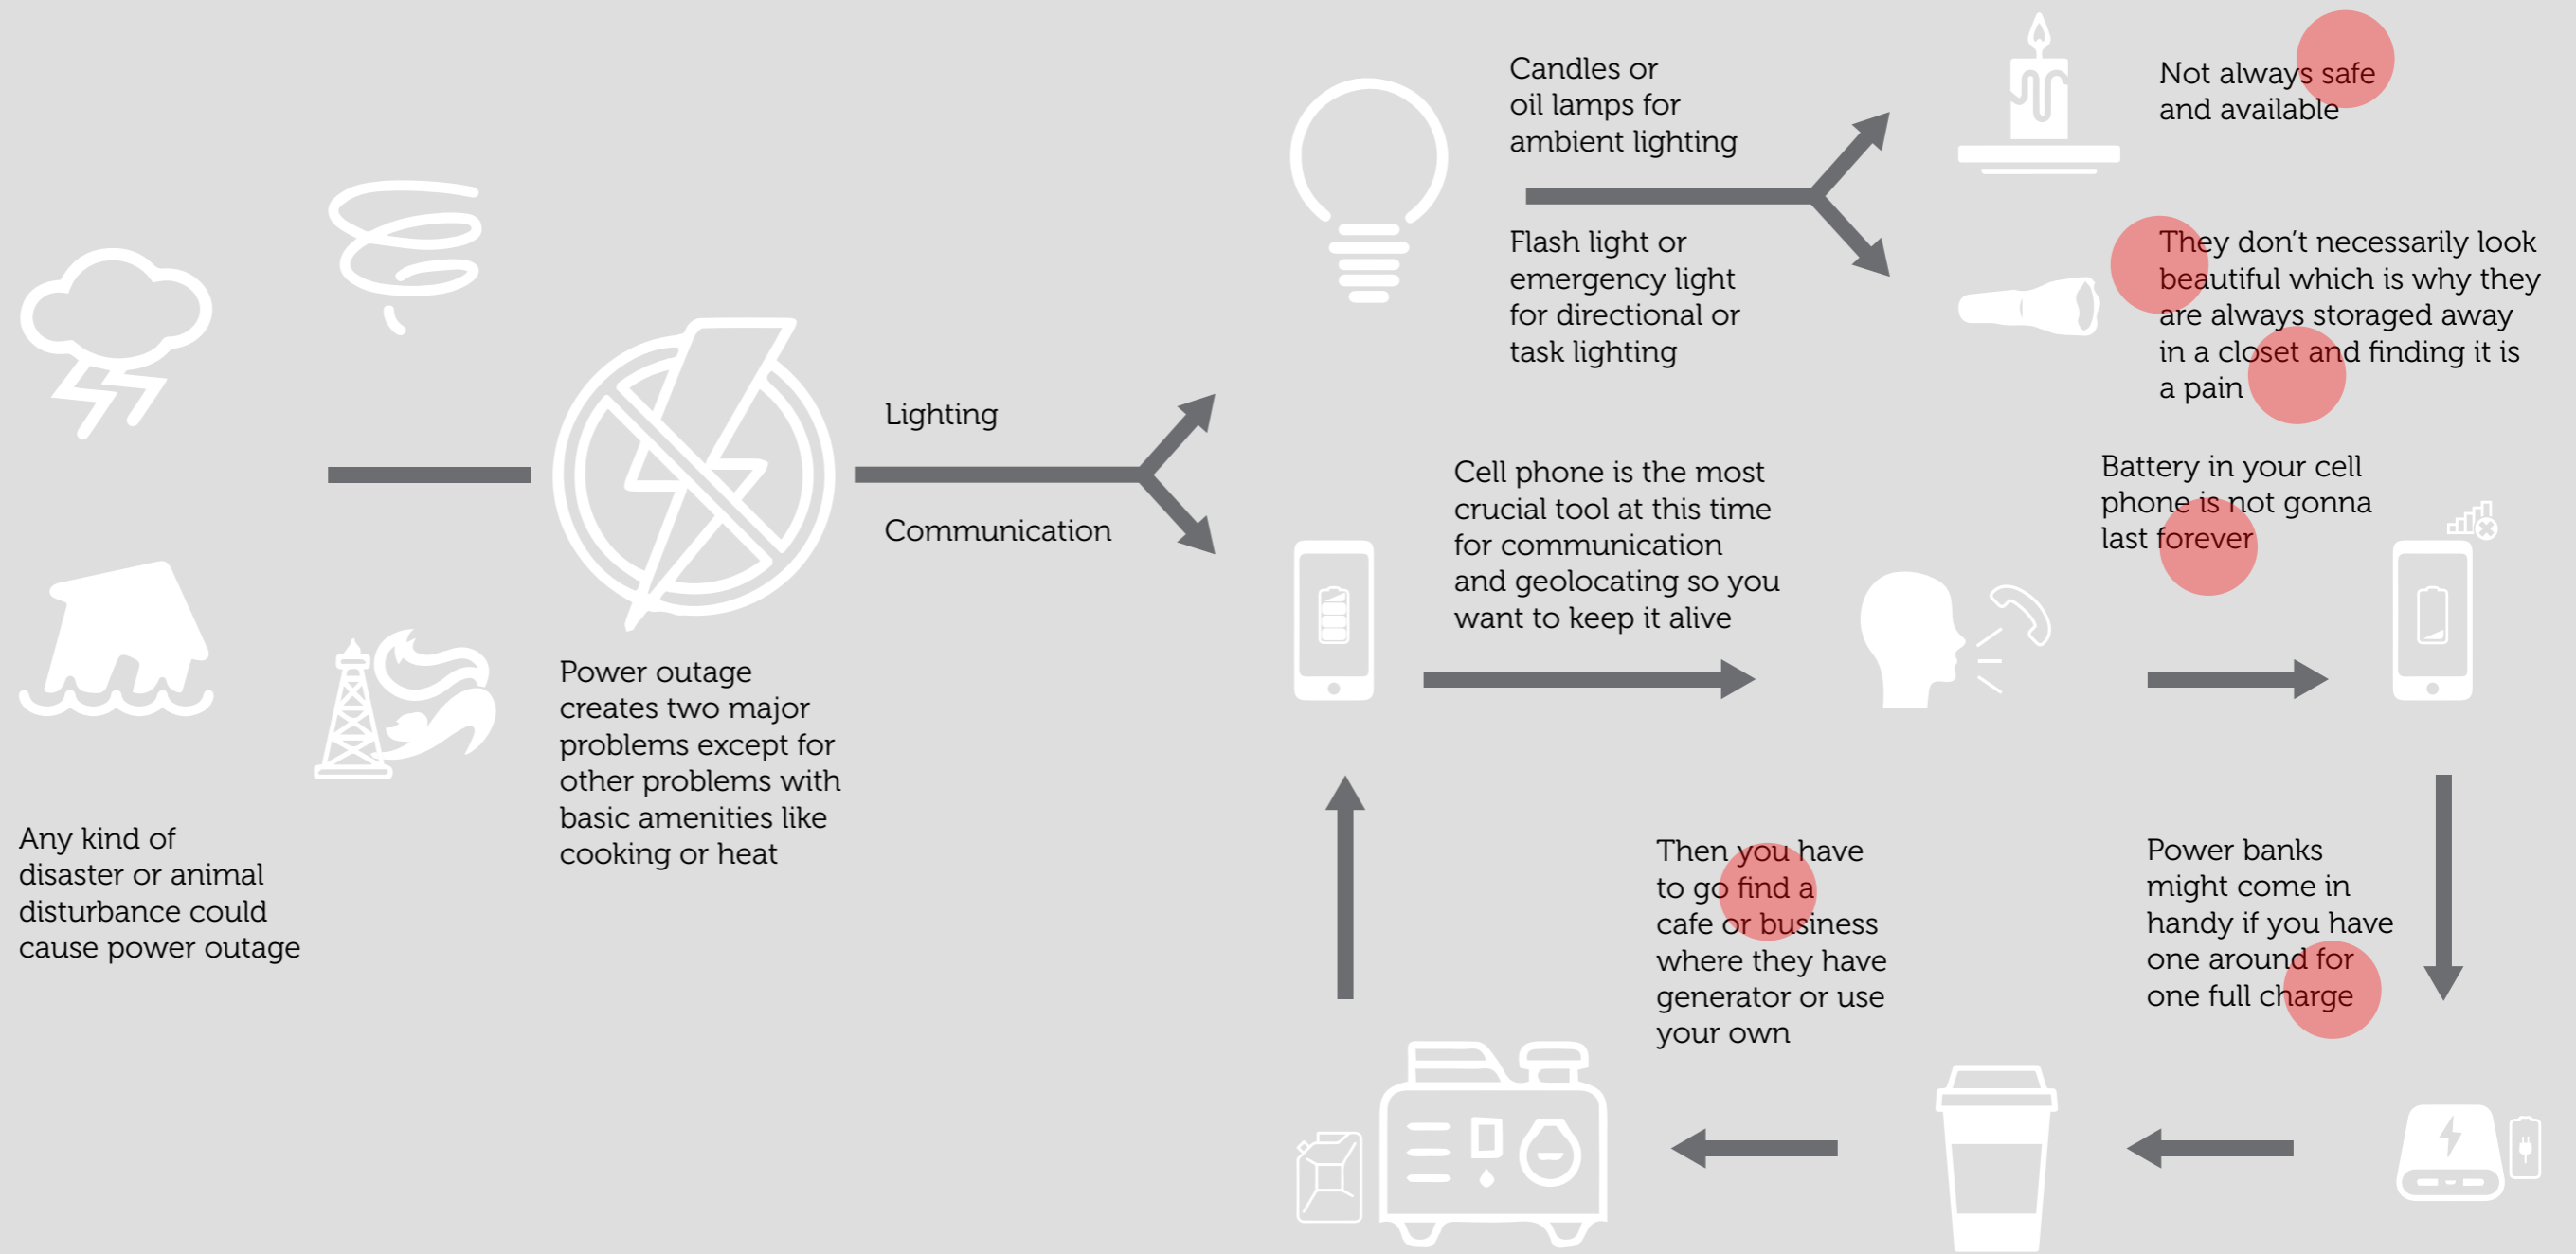 Any kind of
disaster or animal
disturbance could
cause power outage
Power outage
creates two major
problems except for
other problems with
basic amenities like
cooking or heat
Lighting
Communication
Candles or
oil lamps for
ambient lighting
Flash light or
emergency light
for directional or
task lighting
Not always safe
and available
They don’t necessarily look
beautiful which is why they
are always storaged away
in a closet and finding it is
a pain
Cell phone is the most
crucial tool at this time
for communication
and geolocating so you
want to keep it alive
Battery in your cell
phone is not gonna
last forever
Power banks
might come in
handy if you have
one around for
one full charge
Then you have
to go find a
cafe or business
where they have
generator or use
your own